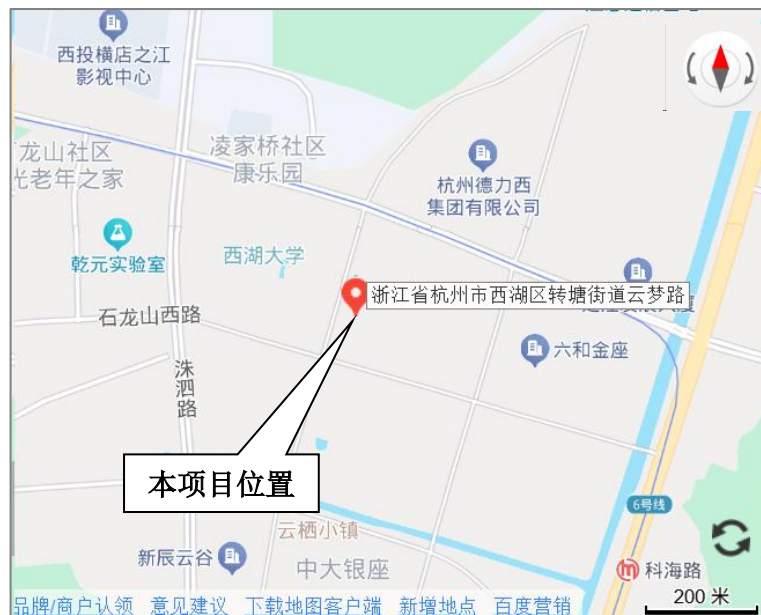 西投横店之江
影视中心
龙山社区
光老年之家
凌家桥社区
康乐园
杭州德力西
集团有限公司
乾元实验室
西湖大学
浙江省杭州市西湖区转塘街道云梦路
石龙山西路
六和金座
洙泗路
本项目位置
6号线
云栖小镇
新辰云谷
中大银座
科海路
200 米
品牌/商户认领 意见建议 下载地图客户端 新增地点 百度营销